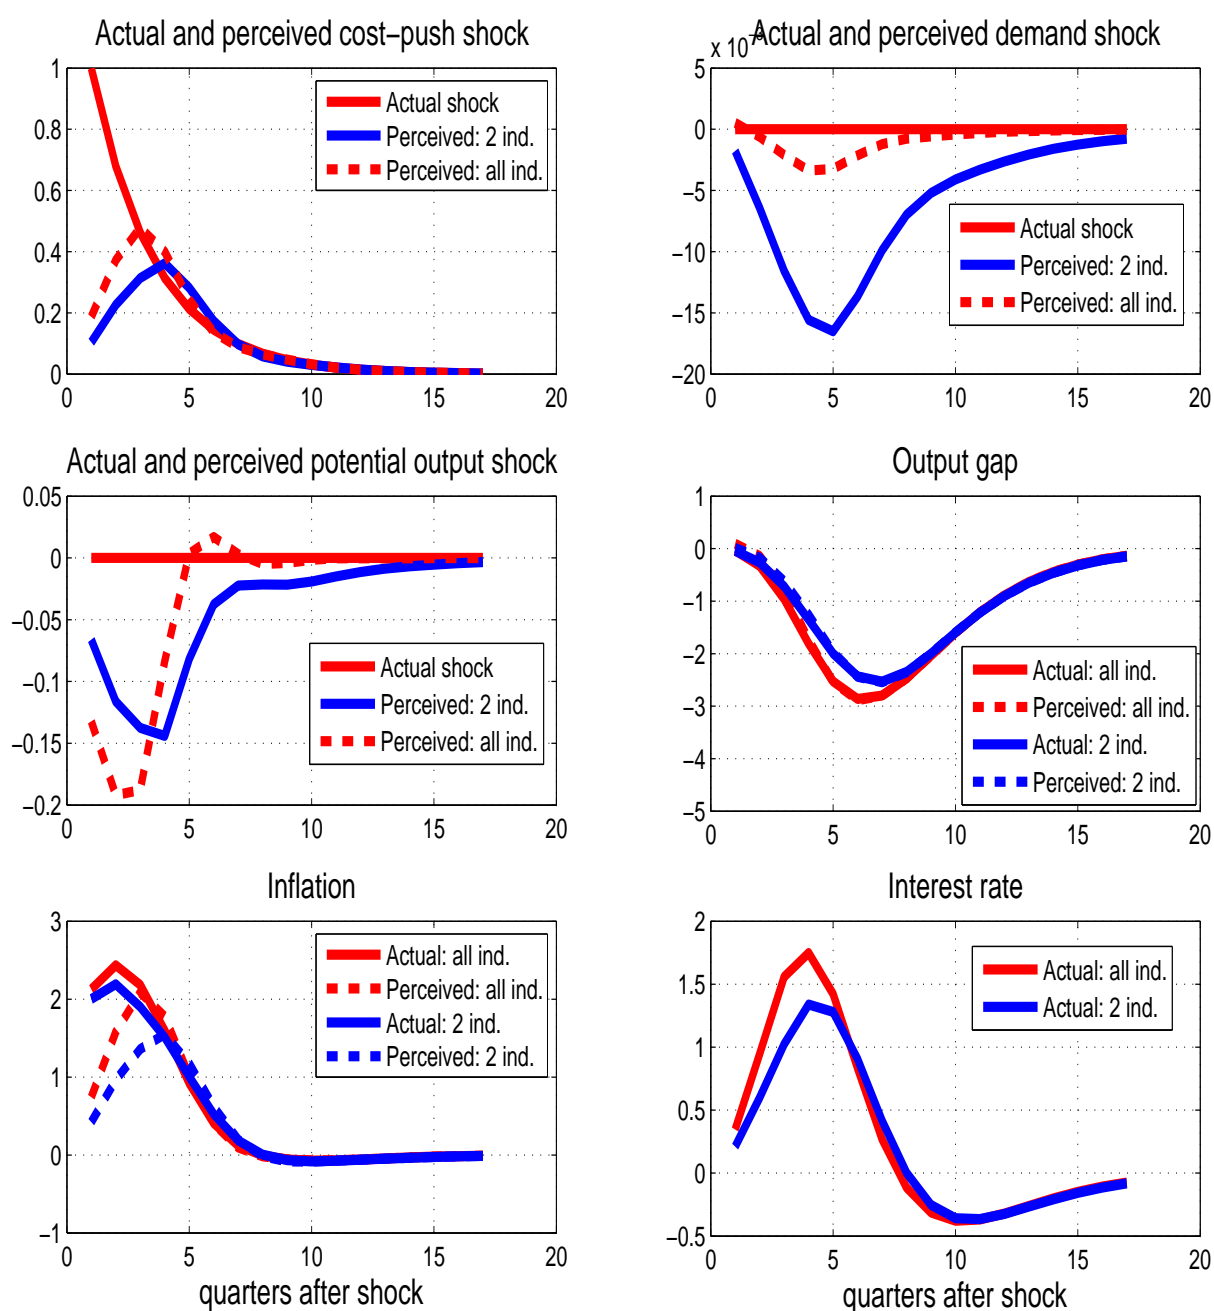 Actual and perceived cost–push shock
1
0.8
0.6
0.4
0.2
0
0
5
10
15
20
Actual shock
Perceived: 2 ind.
Perceived: all ind.
Actual and perceived demand shock
x 10
5
0
−5
−10
−15
−20
0
5
10
15
20
Actual shock
Perceived: 2 ind.
Perceived: all ind.
Actual and perceived potential output shock
0.05
0
−0.05
−0.1
−0.15
−0.2
0
5
10
15
20
Actual shock
Perceived: 2 ind.
Perceived: all ind.
Output gap
1
0
−1
−2
−3
−4
−5
0
5
10
15
20
Actual: all ind.
Perceived: all ind.
Actual: 2 ind.
Perceived: 2 ind.
Inflation
3
2
1
0
−1
0
5
10
15
20
Actual: all ind.
Perceived: all ind.
Actual: 2 ind.
Perceived: 2 ind.
quarters after shock
Interest rate
2
1.5
1
0.5
0
−0.5
0
5
10
15
20
Actual: all ind.
Actual: 2 ind.
quarters after shock